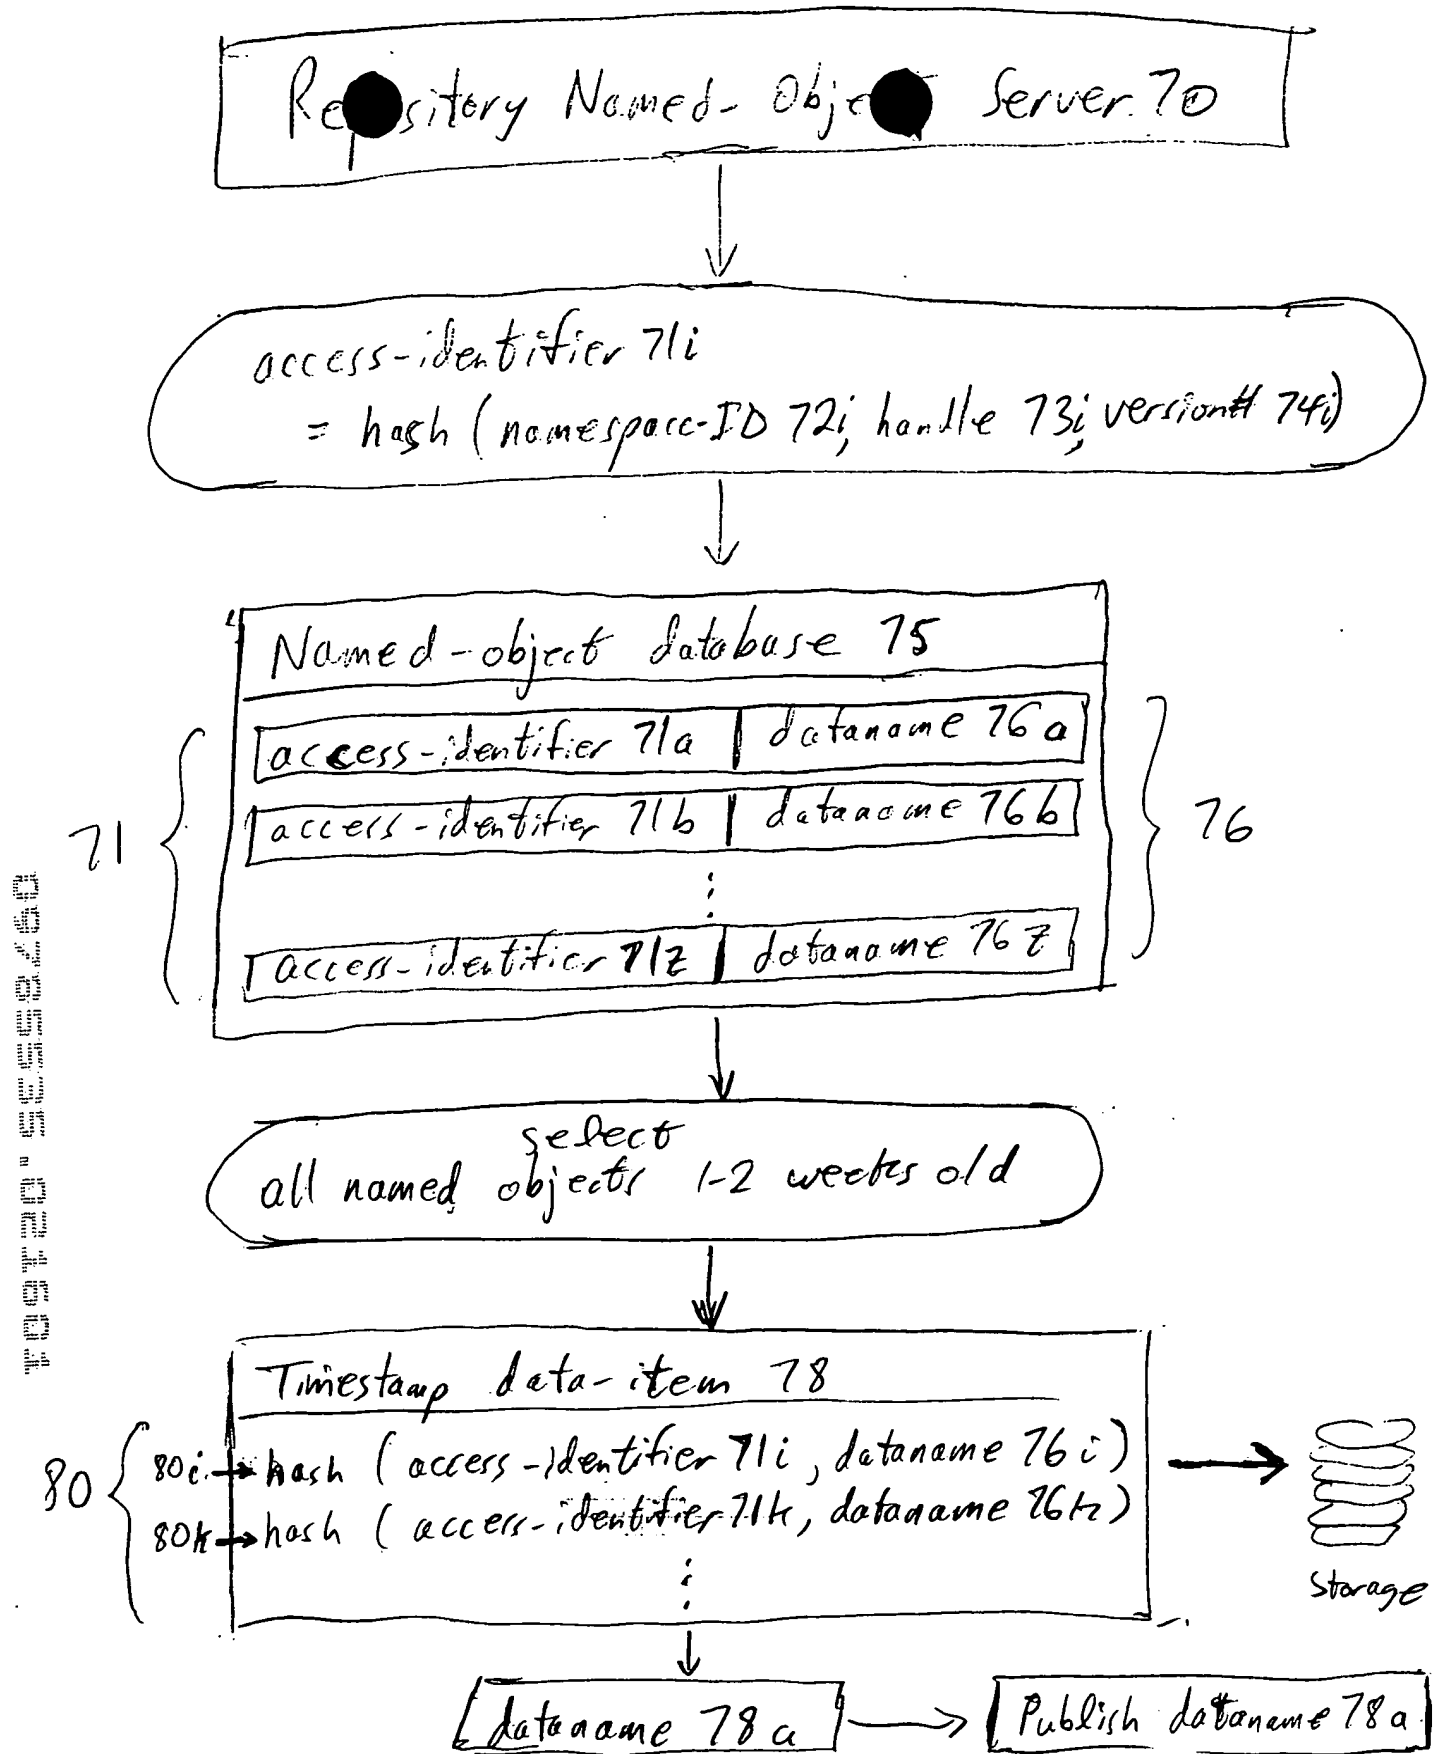 Repository Named-Object Server 70
access-identifier 71i
= hash (namespace-ID 72i, handle 73i, version# 74i)
Named-object database 75
access-identifier 71a | dataname 76a
access-identifier 71b | dataname 76b
71
76
access-identifier 71z | dataname 76z
select
all named objects 1-2 weeks old
Timestamp data-item 78
80
80i → hash (access-identifier 71i, dataname 76i)
80k → hash (access-identifier 71k, dataname 76k)
Storage
dataname 78a
Publish dataname 78a
09785535.021601